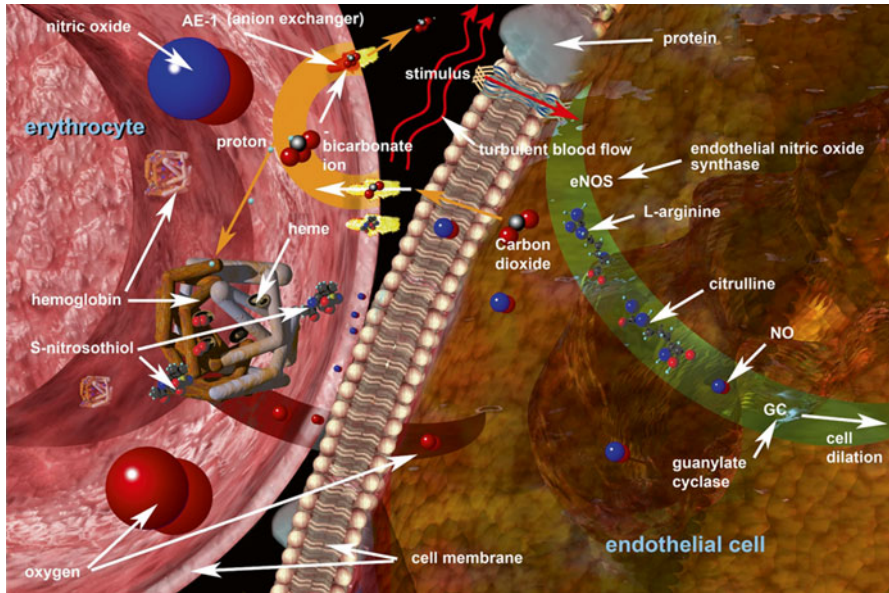 nitric oxide
AE-1 (anion exchanger)
protein
erythrocyte
stimulus
proton
-
bicarbonate
ion
turbulent blood flow
endothelial nitric oxide
synthase
eNOS
L-arginine
heme
Carbon
dioxide
hemoglobin
citrulline
S-nitrosothiol
NO
GC
cell
dilation
guanylate
cyclase
endothelial cell
oxygen
cell membrane